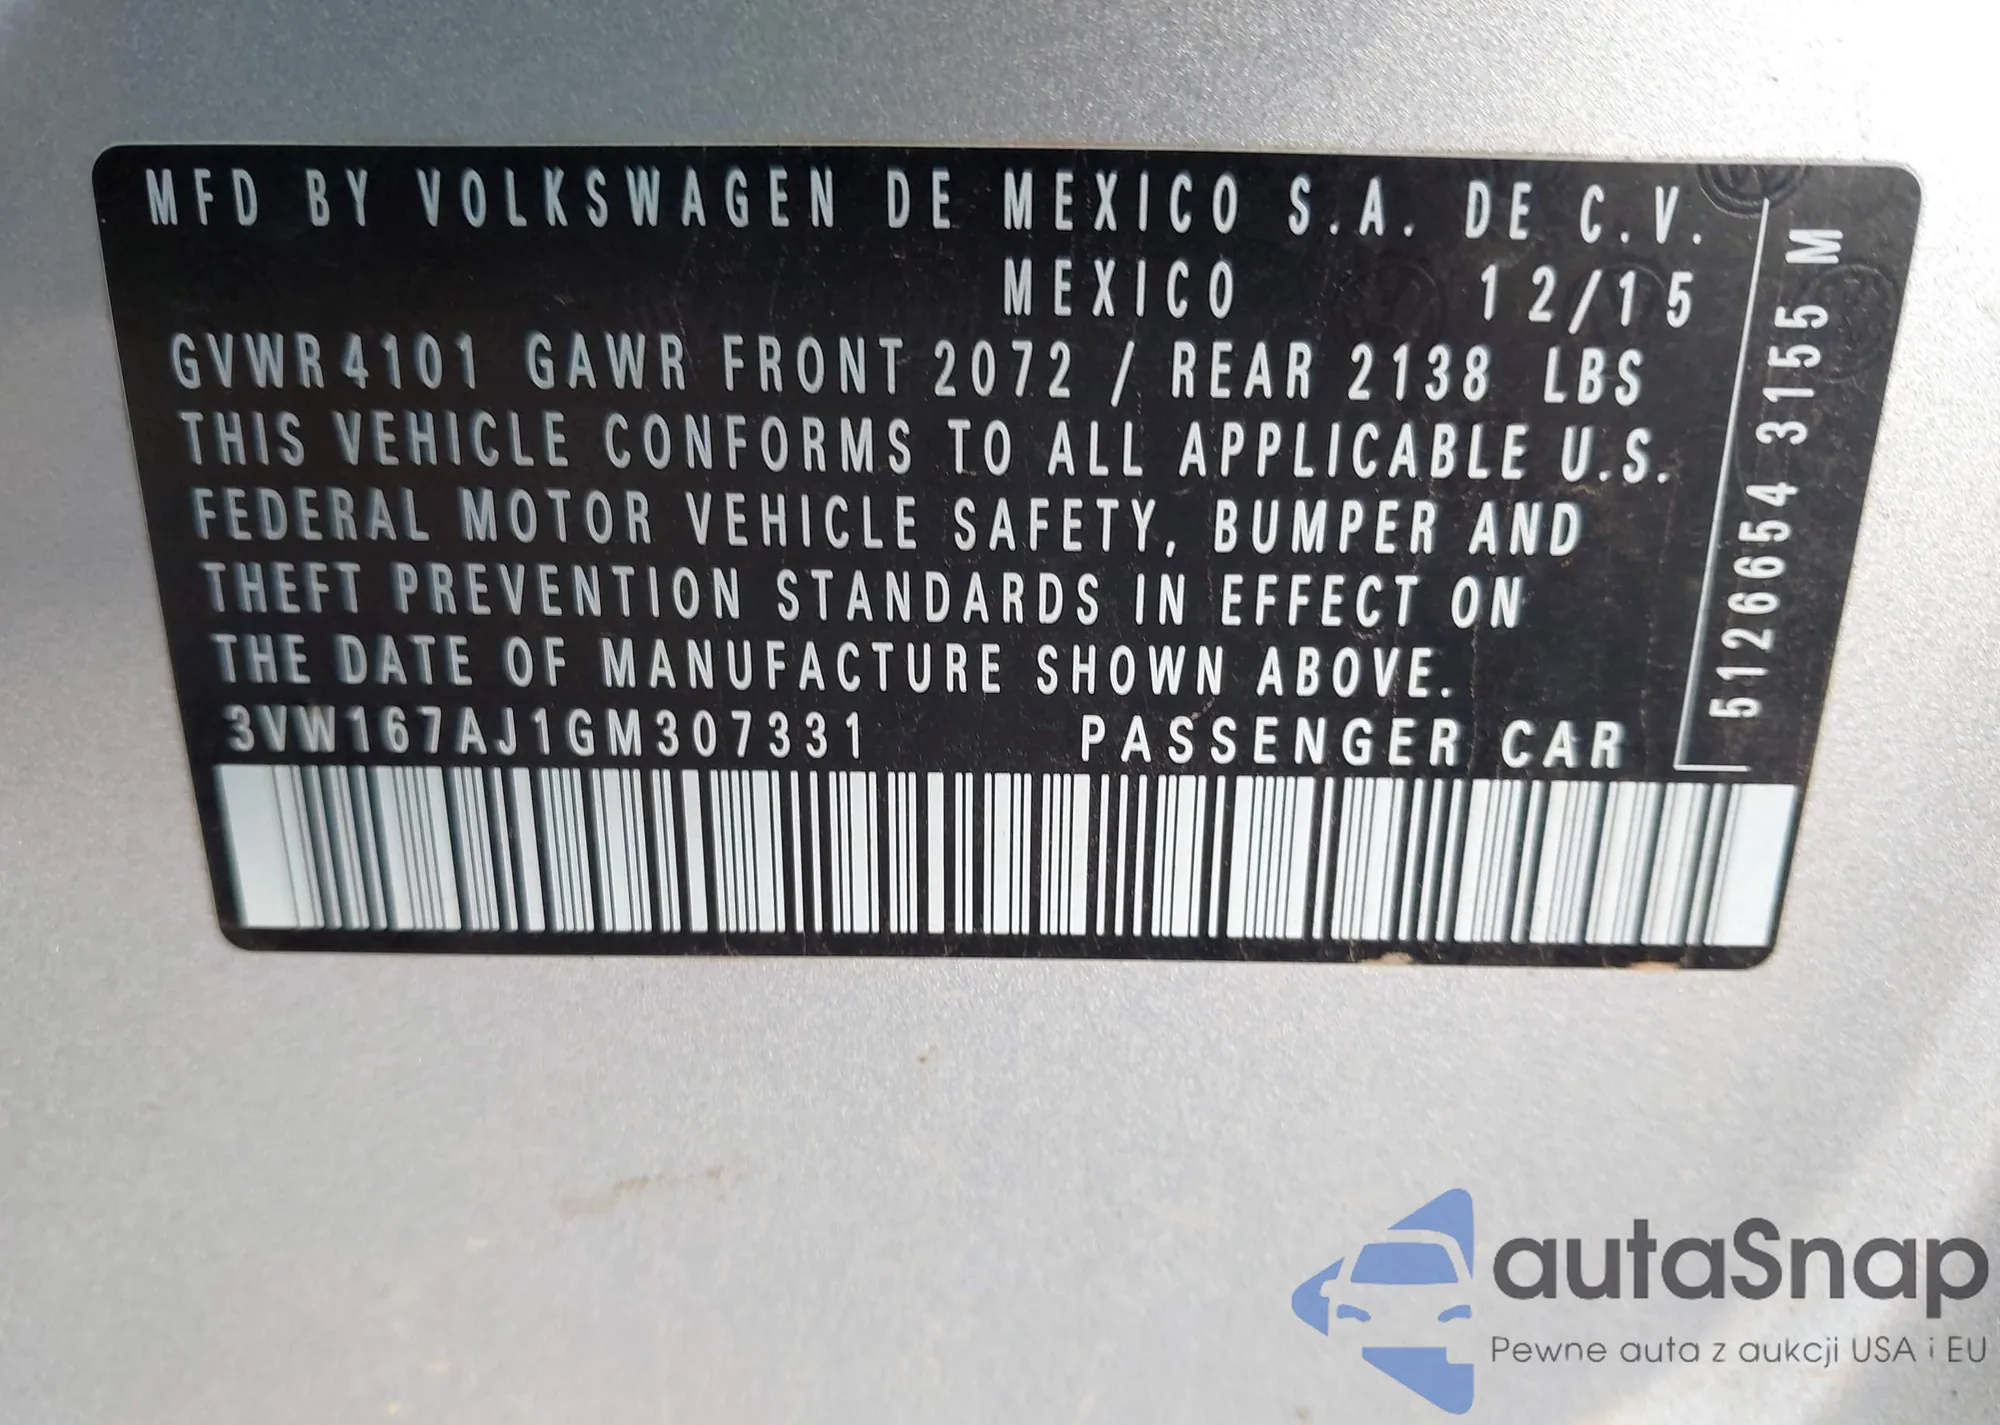 MFD BY VOLKSWAGEN DE MEXICO S.A. DE C.V.
MEXICO 12/15
GVWR 4101 GAWR FRONT 2072 / REAR 2138 LBS
THIS VEHICLE CONFORMS TO ALL APPLICABLE U.S.
FEDERAL MOTOR VEHICLE SAFETY, BUMPER AND
THEFT PREVENTION STANDARDS IN EFFECT ON
THE DATE OF MANUFACTURE SHOWN ABOVE.
3VW167AJ1GM307331 PASSENGER CAR
5126654 3155 M
autaSnap
Pewne auta z aukcji USA i EU